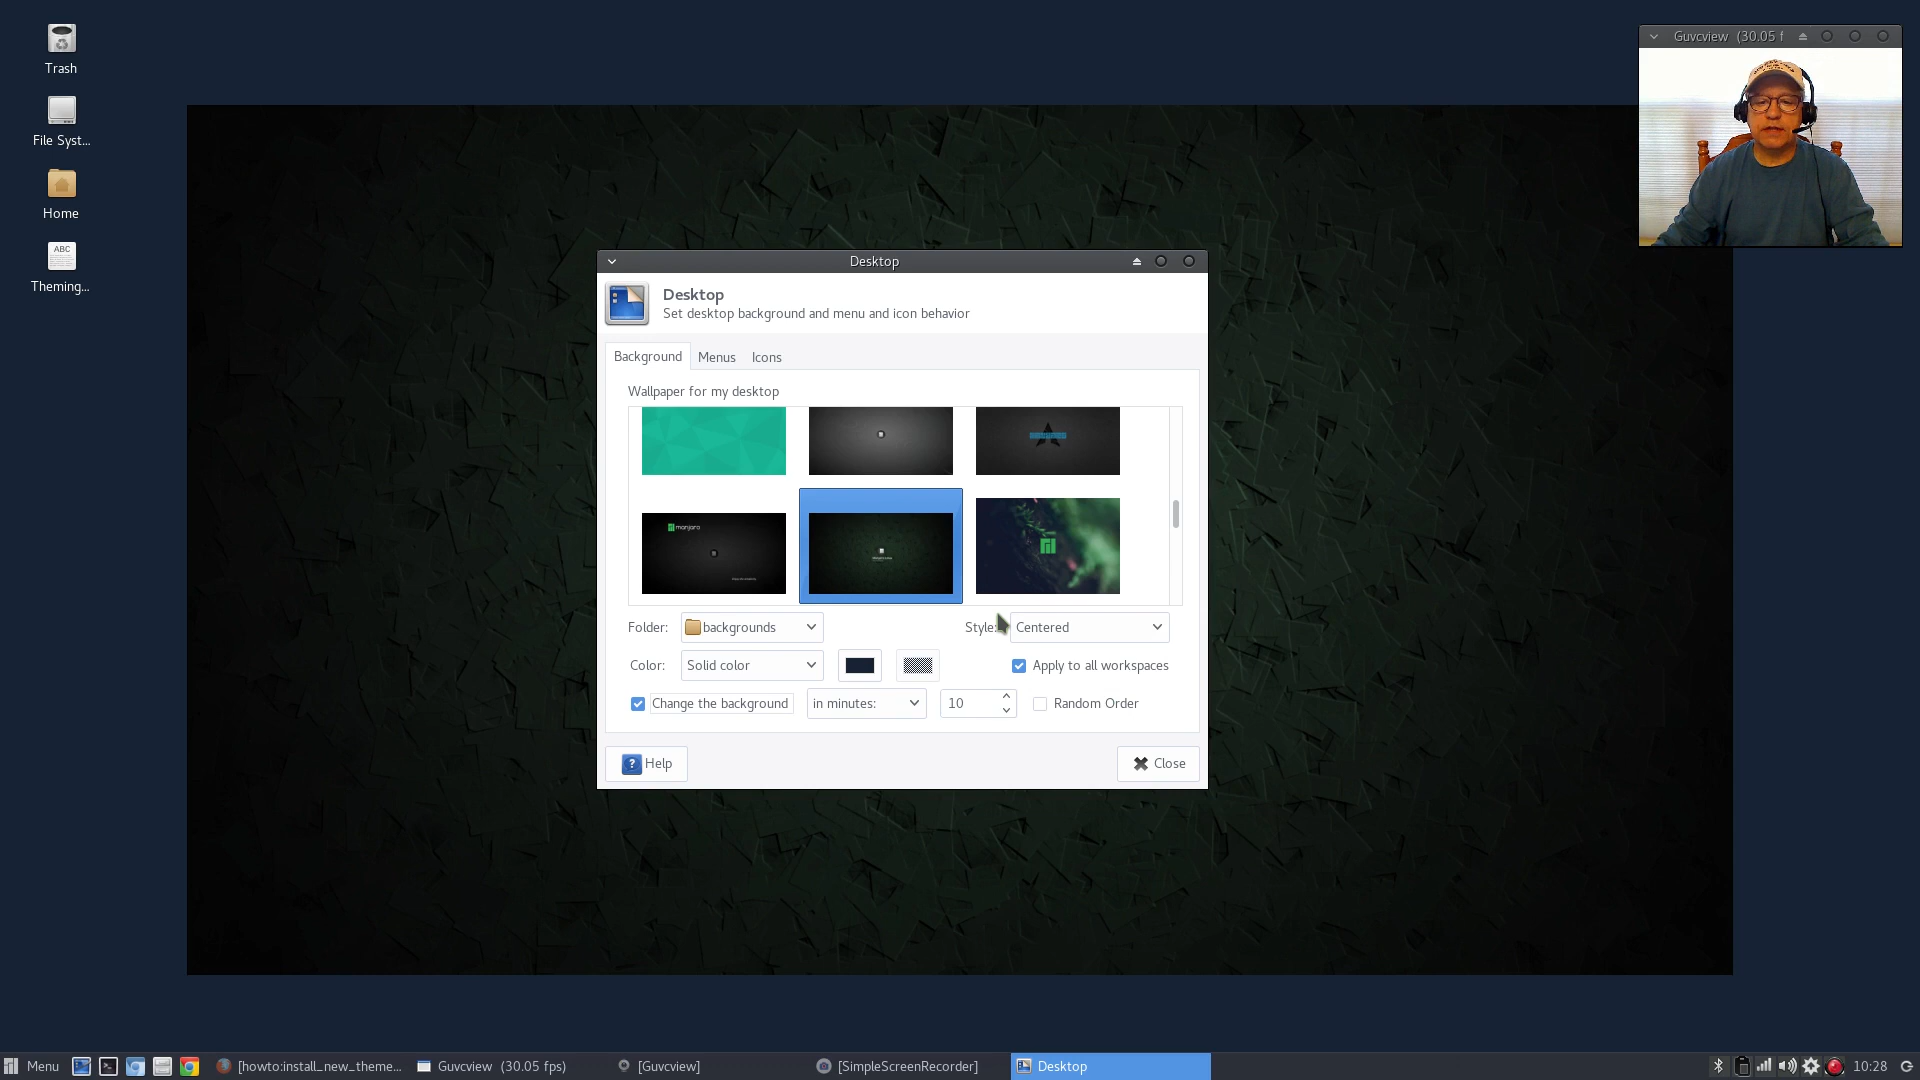 Trash
File Syst...
Home
ABC
Theming...
Guvcview (30.05 f
Desktop
Desktop
Set desktop background and menu and icon behavior
Background Menus Icons
Wallpaper for my desktop
manjaro
Folder: backgrounds Style: Centered
Color: Solid color Apply to all workspaces
Change the background in minutes: 10 Random Order
? Help Close
Menu [howto:install_new_theme... Guvcview (30.05 fps) [Guvcview] [SimpleScreenRecorder] Desktop 10:28